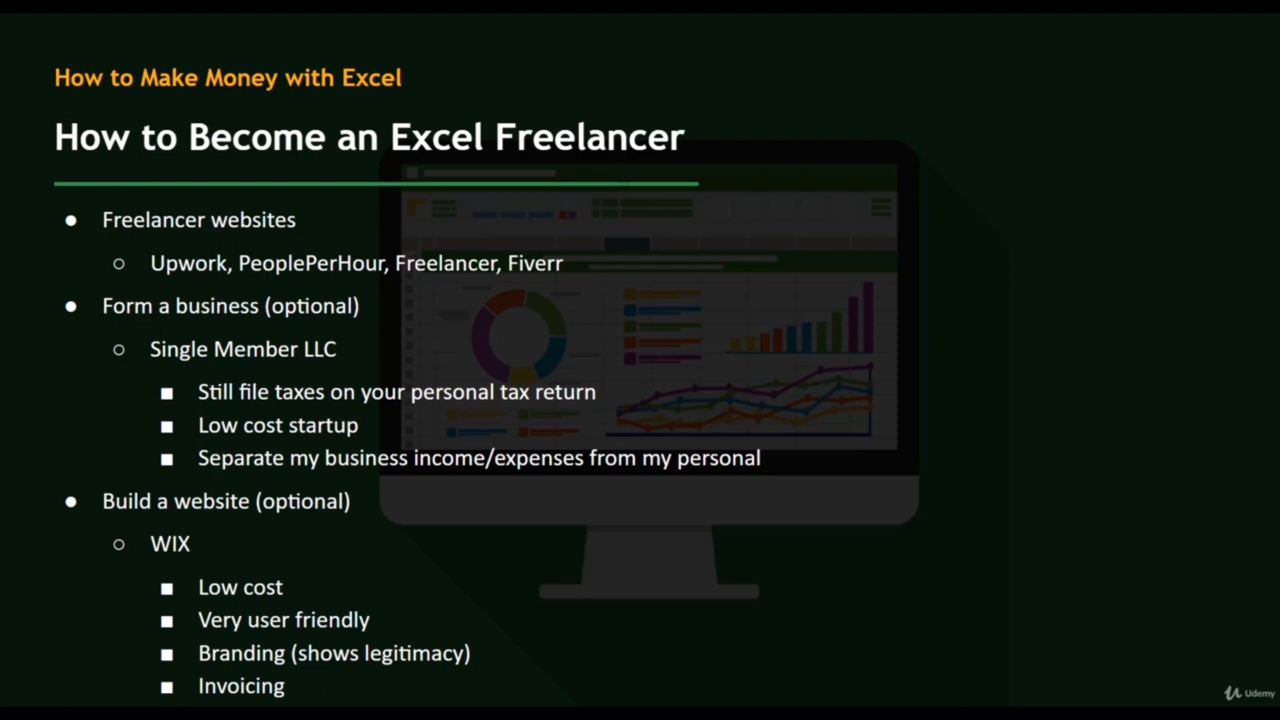 How to Make Money with Excel
How to Become an Excel Freelancer
● Freelancer websites
○ Upwork, PeoplePerHour, Freelancer, Fiverr
● Form a business (optional)
○ Single Member LLC
■ Still file taxes on your personal tax return
■ Low cost startup
■ Separate my business income/expenses from my personal
● Build a website (optional)
○ WIX
■ Low cost
■ Very user friendly
■ Branding (shows legitimacy)
■ Invoicing
Udemy